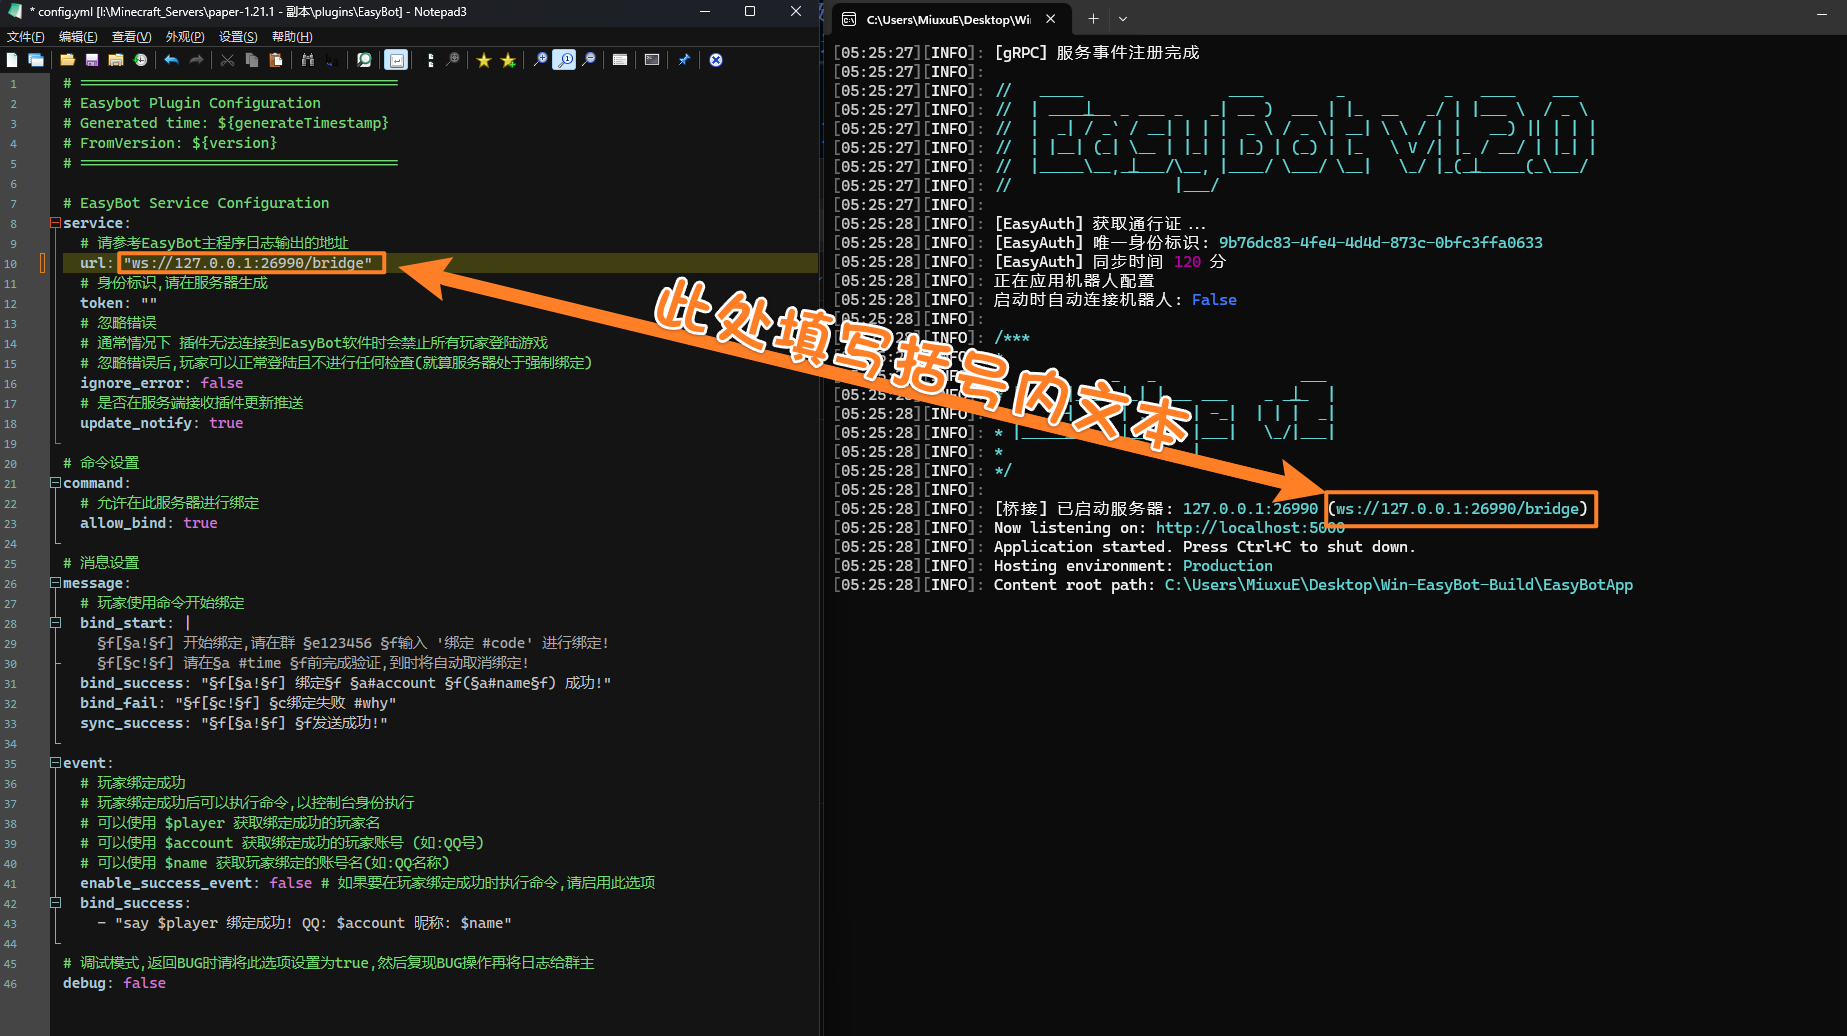 * config.yml [I:\Minecraft_Servers\paper-1.21.1 - 副本\plugins\EasyBot] - Notepad3
文件(F) 编辑(E) 查看(V) 外观(P) 设置(S) 帮助(H)
1 # =====================================
2 # Easybot Plugin Configuration
3 # Generated time: ${generateTimestamp}
4 # FromVersion: ${version}
5 # =====================================
6
7 # EasyBot Service Configuration
8 service:
9 # 请参考EasyBot主程序日志输出的地址
10 url: "ws://127.0.0.1:26990/bridge"
11 # 身份标识,请在服务器生成
12 token: ""
13 # 忽略错误
14 # 通常情况下 插件无法连接到EasyBot软件时会禁止所有玩家登陆游戏
15 # 忽略错误后,玩家可以正常登陆且不进行任何检查(就算服务器处于强制绑定)
16 ignore_error: false
17 # 是否在服务端接收插件更新推送
18 update_notify: true
19
20 # 命令设置
21 command:
22 # 允许在此服务器进行绑定
23 allow_bind: true
24
25 # 消息设置
26 message:
27 # 玩家使用命令开始绑定
28 bind_start: |
29 §f[§a!§f] 开始绑定,请在群 §e123456 §f输入 '绑定 #code' 进行绑定!
30 §f[§c!§f] 请在§a #time §f前完成验证,到时将自动取消绑定!
31 bind_success: "§f[§a!§f] 绑定§f §a#account §f(§a#name§f) 成功!"
32 bind_fail: "§f[§c!§f] §c绑定失败 #why"
33 sync_success: "§f[§a!§f] §f发送成功!"
34
35 event:
36 # 玩家绑定成功
37 # 玩家绑定成功后可以执行命令,以控制台身份执行
38 # 可以使用 $player 获取绑定成功的玩家名
39 # 可以使用 $account 获取绑定成功的玩家账号 (如:QQ号)
40 # 可以使用 $name 获取玩家绑定的账号名(如:QQ名称)
41 enable_success_event: false # 如果要在玩家绑定成功时执行命令,请启用此选项
42 bind_success:
43 - "say $player 绑定成功! QQ: $account 昵称: $name"
44
45 # 调试模式,返回BUG时请将此选项设置为true,然后复现BUG操作再将日志给群主
46 debug: false
此处填写括号内文本
C:\Users\MiuxuE\Desktop\Wi
[05:25:27][INFO]: [gRPC] 服务事件注册完成
[05:25:27][INFO]:
[05:25:27][INFO]: //
[05:25:27][INFO]: //
[05:25:27][INFO]: //
[05:25:27][INFO]: //
[05:25:27][INFO]: //
[05:25:27][INFO]: //
[05:25:27][INFO]:
[05:25:28][INFO]: [EasyAuth] 获取通行证 ...
[05:25:28][INFO]: [EasyAuth] 唯一身份标识: 9b76dc83-4fe4-4d4d-873c-0bfc3ffa0633
[05:25:28][INFO]: [EasyAuth] 同步时间 120 分
[05:25:28][INFO]: 正在应用机器人配置
[05:25:28][INFO]: 启动时自动连接机器人: False
[05:25:28][INFO]:
[05:25:28][INFO]: /***
[05:25:28][INFO]: *
[05:25:28][INFO]: *
[05:25:28][INFO]: *
[05:25:28][INFO]: *
[05:25:28][INFO]: *
[05:25:28][INFO]: */
[05:25:28][INFO]:
[05:25:28][INFO]: [桥接] 已启动服务器: 127.0.0.1:26990 (ws://127.0.0.1:26990/bridge)
[05:25:28][INFO]: Now listening on: http://localhost:5000
[05:25:28][INFO]: Application started. Press Ctrl+C to shut down.
[05:25:28][INFO]: Hosting environment: Production
[05:25:28][INFO]: Content root path: C:\Users\MiuxuE\Desktop\Win-EasyBot-Build\EasyBotApp